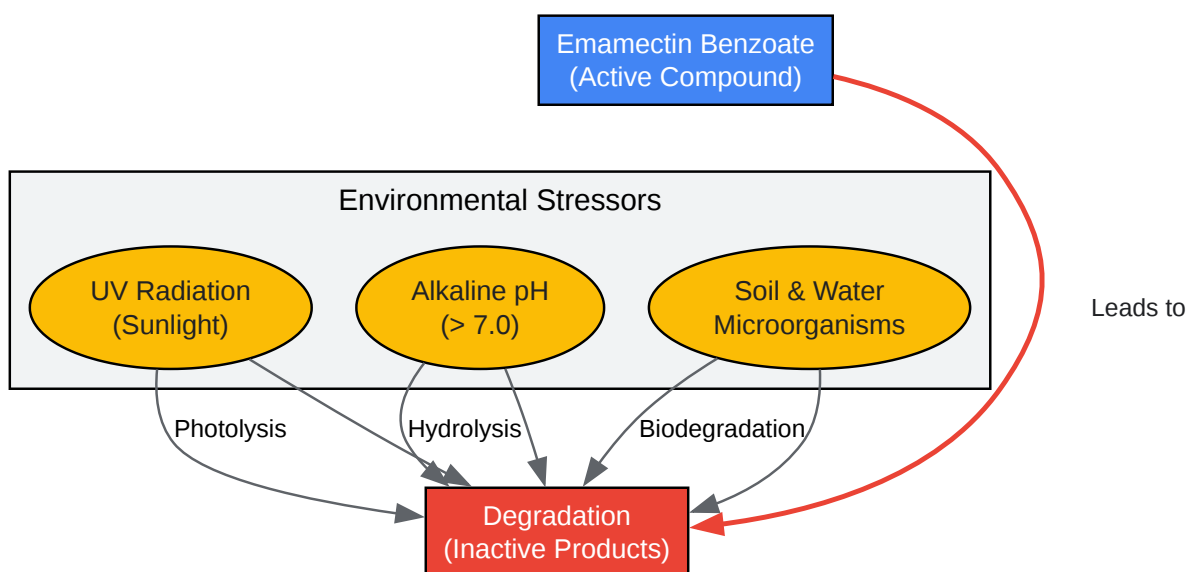 Emamectin Benzoate
(Active Compound)
Environmental Stressors
UV Radiation
(Sunlight)
Alkaline pH
(> 7.0)
Soil & Water
Microorganisms
Leads to
Photolysis
Hydrolysis
Biodegradation
Degradation
(Inactive Products)